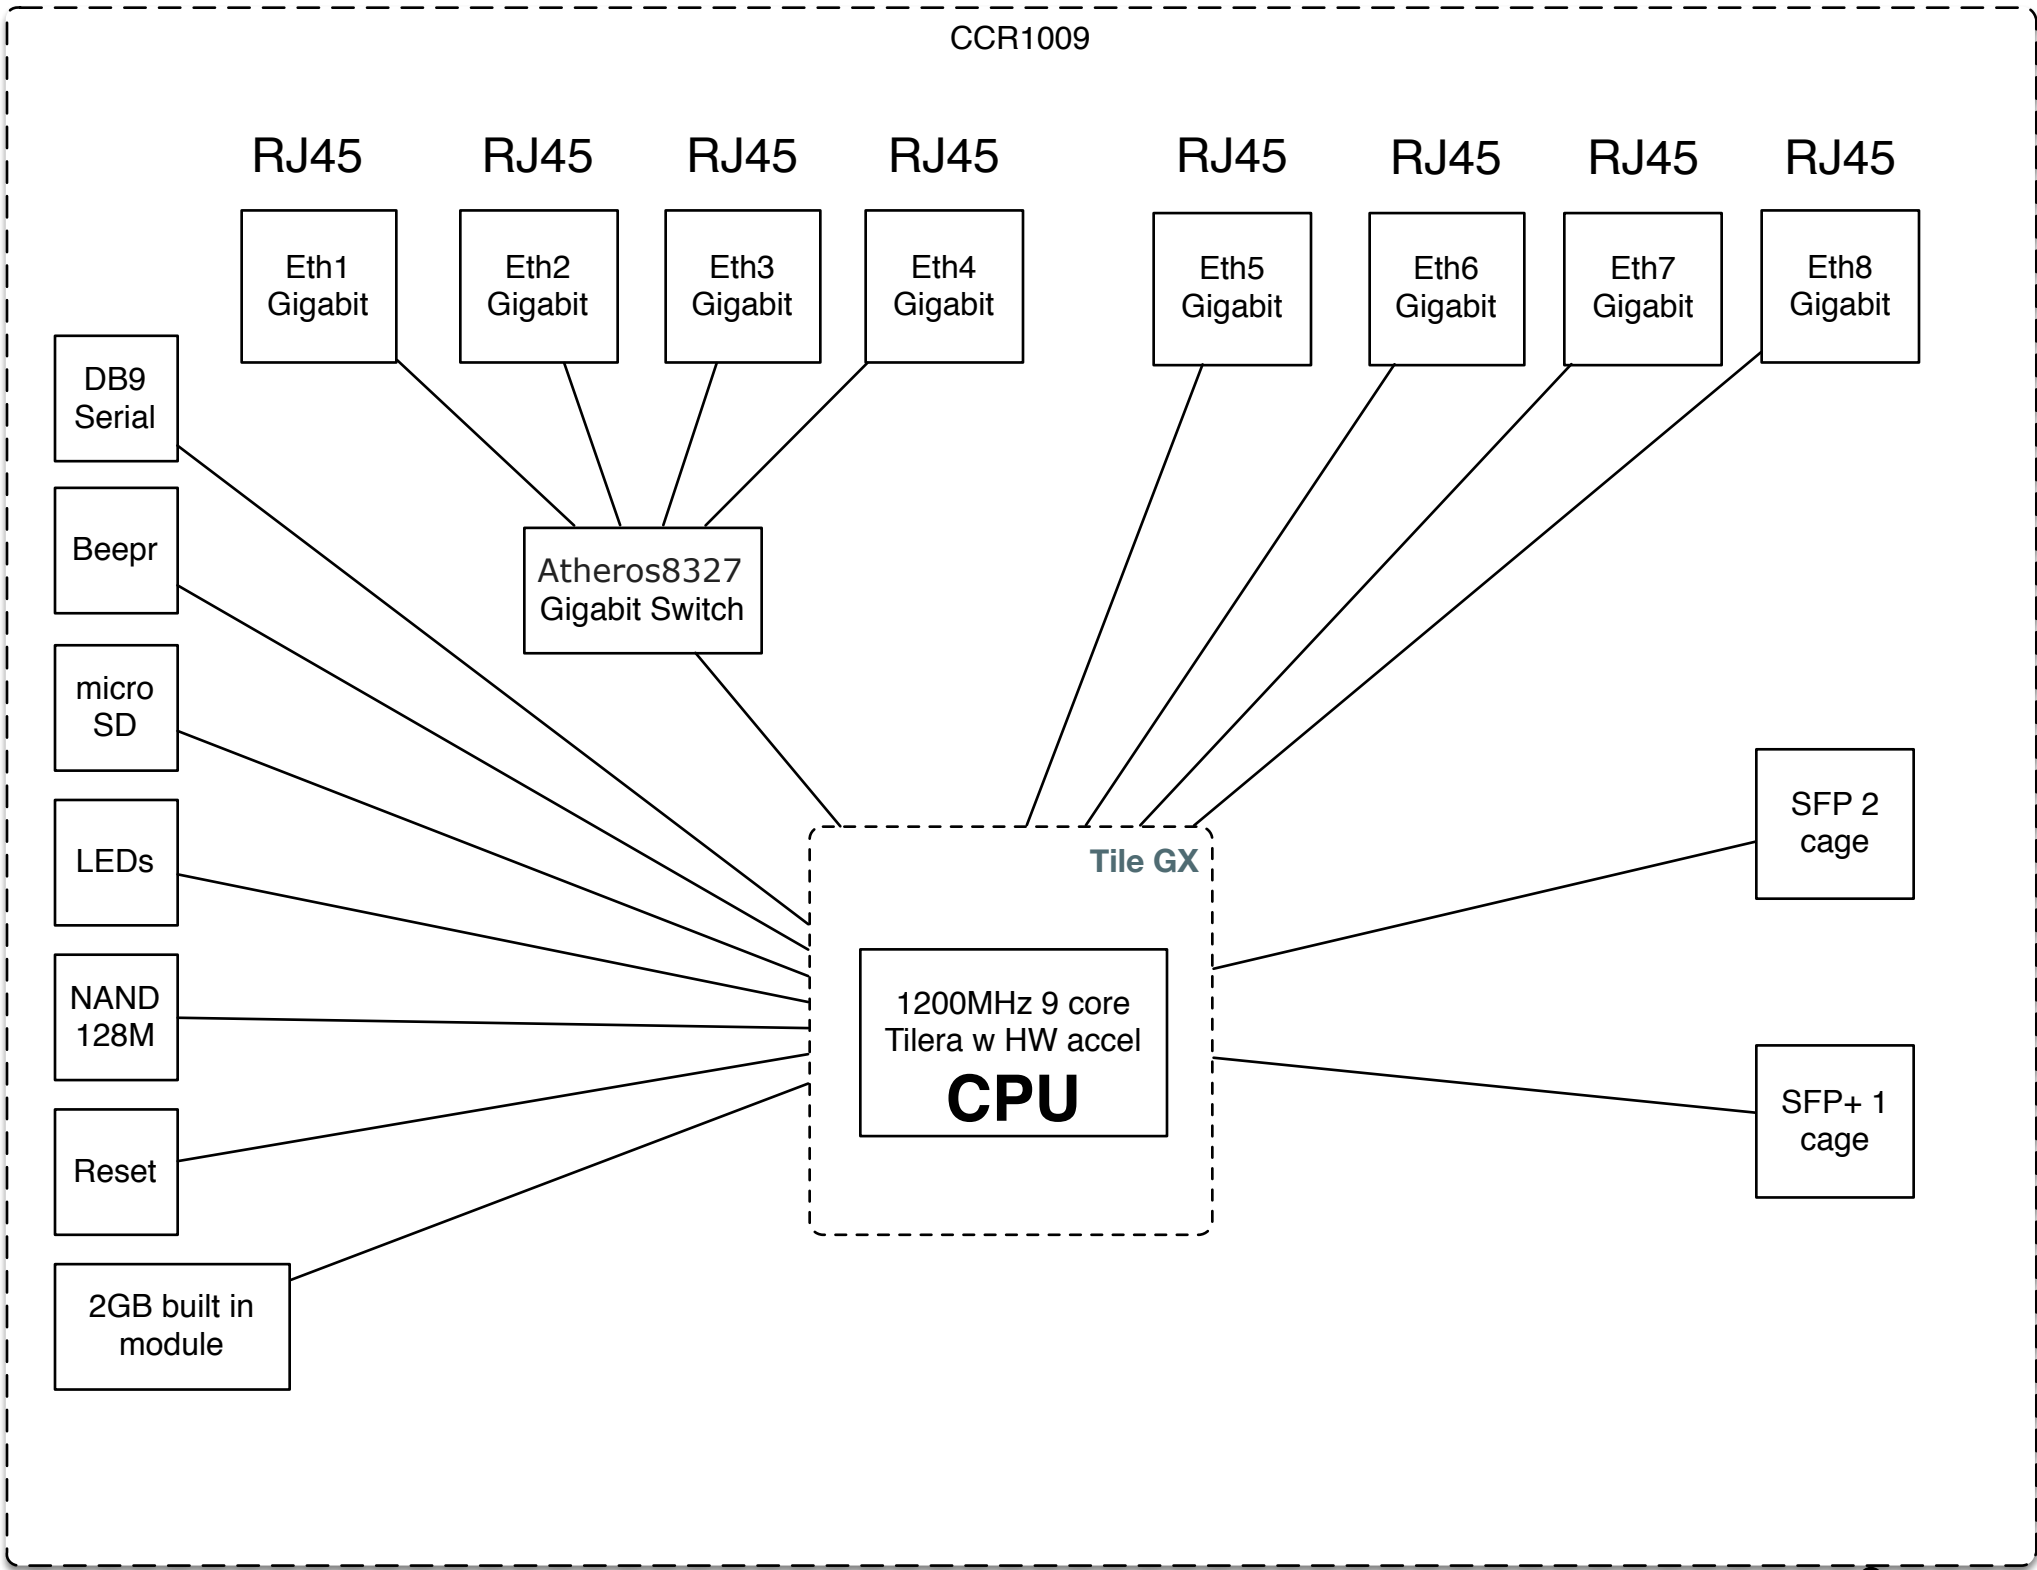 CCR1009
RJ45
RJ45
RJ45
RJ45
RJ45
RJ45
RJ45
RJ45
Eth1
Gigabit
Eth2
Gigabit
Eth3
Gigabit
Eth4
Gigabit
Eth5
Gigabit
Eth6
Gigabit
Eth7
Gigabit
Eth8
Gigabit
DB9
Serial
Beepr
Atheros8327
Gigabit Switch
micro
SD
LEDs
NAND
128M
Reset
2GB built in
module
Tile GX
1200MHz 9 core
Tilera w HW accel
CPU
SFP 2
cage
SFP+ 1
cage